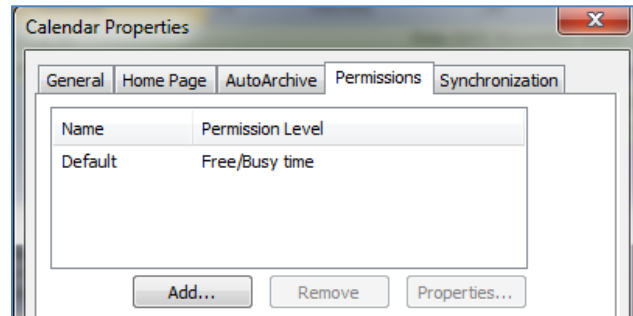 Calendar Properties
General Home Page AutoArchive Permissions Synchronization
Name Permission Level
Default Free/Busy time
Add... Remove Properties...